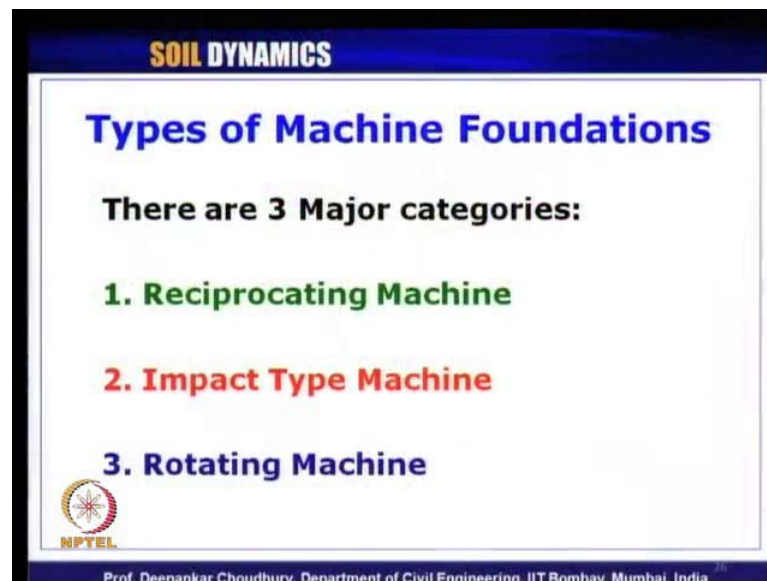 SOIL DYNAMICS
Types of Machine Foundations
There are 3 Major categories:
1. Reciprocating Machine
2. Impact Type Machine
3. Rotating Machine
NPTEL
Prof. Deepankar Choudhury, Department of Civil Engineering, IIT Bombay, Mumbai, India
26